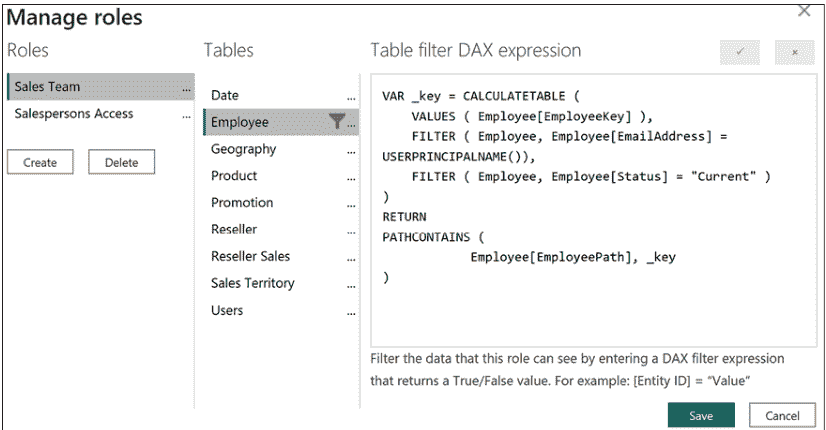 Manage roles
Roles
Sales Team
...
Salespersons Access
...
Create
Delete
Tables
Date
...
Employee
...
Geography
...
Product
...
Promotion
...
Reseller
...
Reseller Sales
...
Sales Territory
...
Users
...
Table filter DAX expression
VAR _key = CALCULATETABLE (
VALUES ( Employee[EmployeeKey] ),
FILTER ( Employee, Employee[EmailAddress] =
USERPRINCIPALNAME()),
FILTER ( Employee, Employee[Status] = "Current" )
)
RETURN
PATHCONTAINS (
Employee[EmployeePath], _key
)
Filter the data that this role can see by entering a DAX filter expression
that returns a True/False value. For example: [Entity ID] = "Value"
Save
Cancel